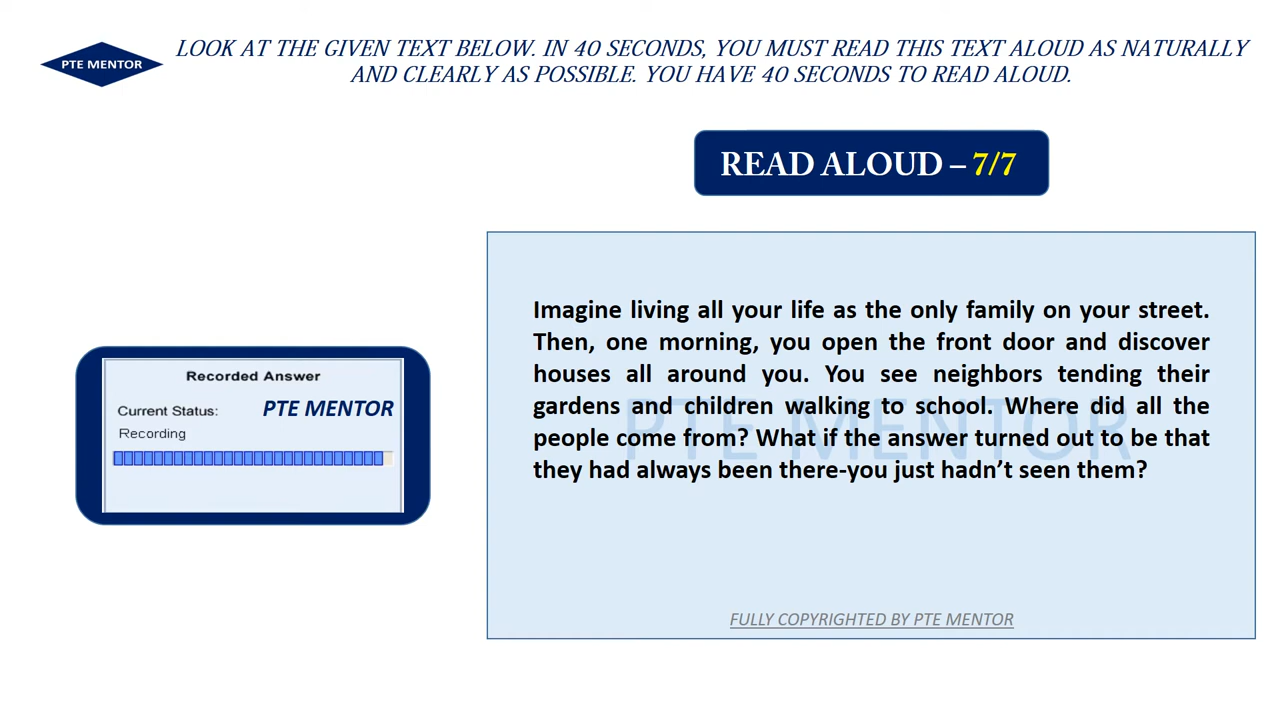 LOOK AT THE GIVEN TEXT BELOW. IN 40 SECONDS, YOU MUST READ THIS TEXT ALOUD AS NATURALLY
AND CLEARLY AS POSSIBLE. YOU HAVE 40 SECONDS TO READ ALOUD.
PTE MENTOR
READ ALOUD – 7/7
Recorded Answer
Current Status:
PTE MENTOR
Recording
Imagine living all your life as the only family on your street.
Then, one morning, you open the front door and discover
houses all around you. You see neighbors tending their
gardens and children walking to school. Where did all the
people come from? What if the answer turned out to be that
they had always been there-you just hadn’t seen them?
PTE MENTOR
FULLY COPYRIGHTED BY PTE MENTOR